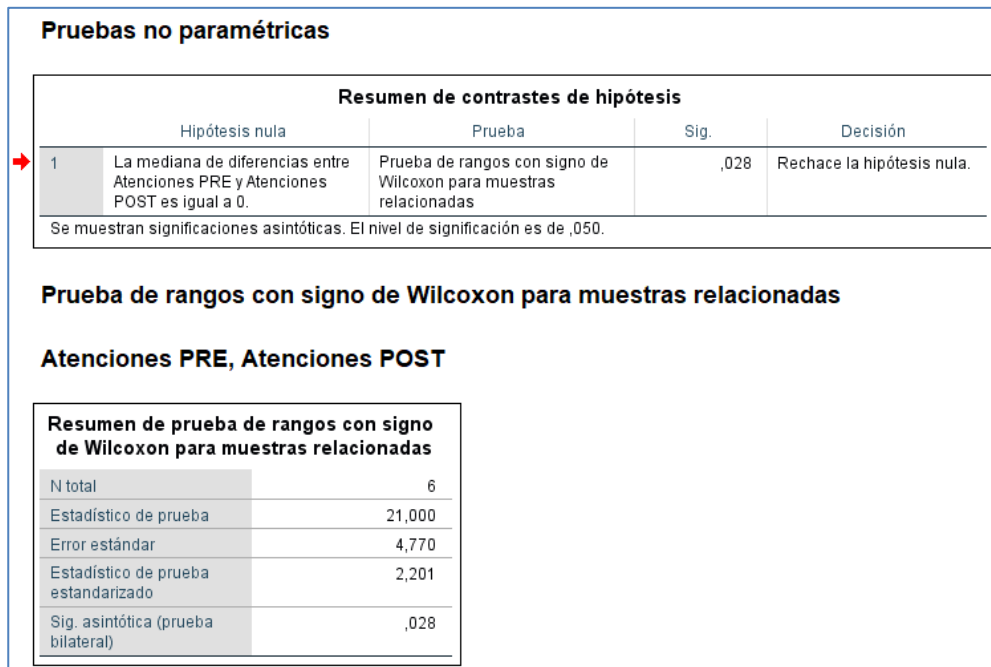 Pruebas no paramétricas
Resumen de contrastes de hipótesis
Hipótesis nula Prueba Sig. Decisión
1 La mediana de diferencias entre Prueba de rangos con signo de ,028 Rechace la hipótesis nula.
Atenciones PRE y Atenciones Wilcoxon para muestras
POST es igual a 0. relacionadas
Se muestran significaciones asintóticas. El nivel de significación es de ,050.
Prueba de rangos con signo de Wilcoxon para muestras relacionadas
Atenciones PRE, Atenciones POST
Resumen de prueba de rangos con signo
de Wilcoxon para muestras relacionadas
N total 6
Estadístico de prueba 21,000
Error estándar 4,770
Estadístico de prueba 2,201
estandarizado
Sig. asintótica (prueba ,028
bilateral)